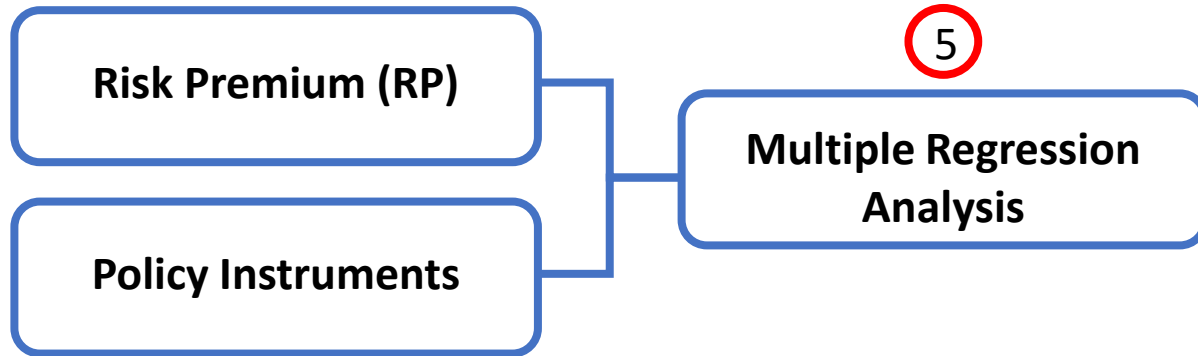 Risk Premium (RP)
5
Multiple Regression
Analysis
Policy Instruments